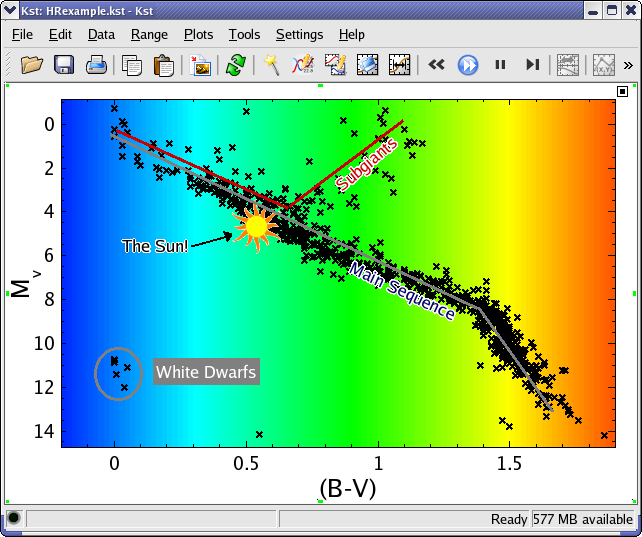 Kst: HRexample.kst - Kst
File Edit Data Range Plots Tools Settings Help
»
0
2
4
6
8
10
12
14
Mv
Subgiants
The Sun!
Main Sequence
White Dwarfs
0 0.5 1 1.5
(B-V)
Ready 577 MB available